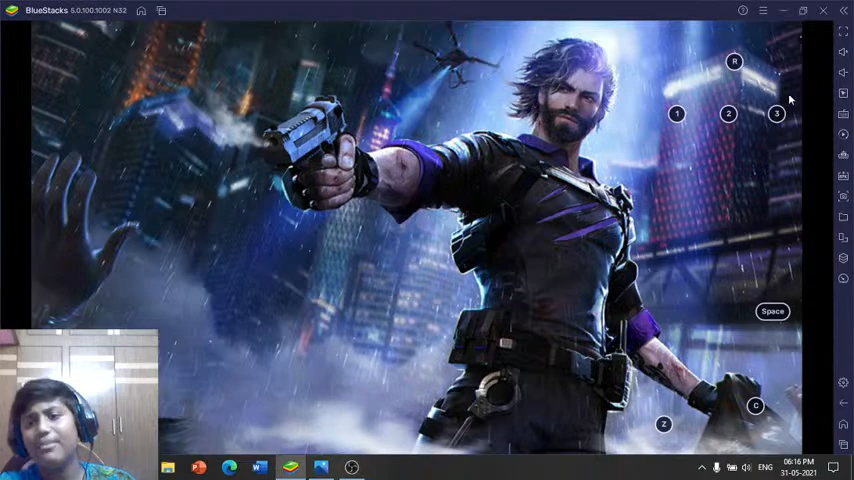 BlueStacks 5.0.100.1002 N32
R
1 2 3
Space
C
Z
ENG
06:16 PM
31-05-2021